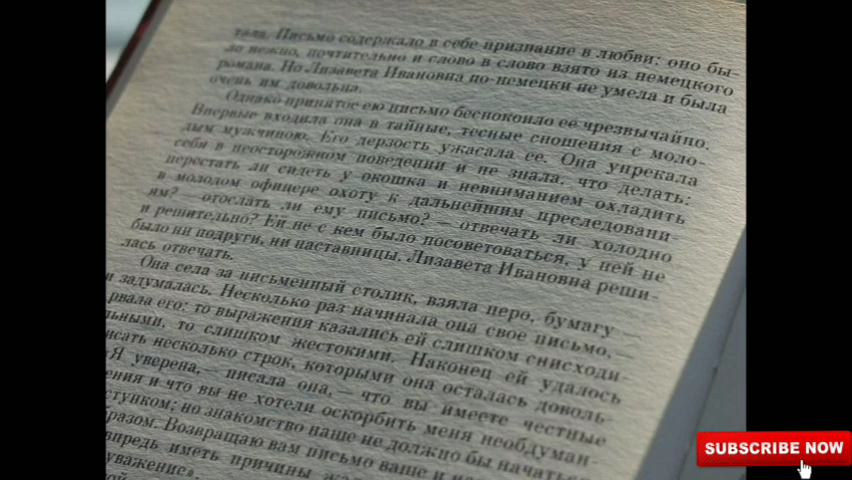 тала. Письмо содержало в себе признание в любви: оно бы-
ло нежно, почтительно и слово в слово взято из немецкого
романа. Но Лизавета Ивановна по-немецки не умела и была
очень им довольна.
Однако принятое ею письмо беспокоило ее чрезвычайно.
Впервые входила она в тайные, тесные сношения с моло-
дым мужчиною. Его дерзость ужасала ее. Она упрекала
себя в неосторожном поведении и не знала, что делать:
перестать ли сидеть у окошка и невниманием охладить
в молодом офицере охоту к дальнейшим преследовани-
ям? — отослать ли ему письмо? — отвечать ли холодно
и решительно? Ей не с кем было посоветоваться, у ней не
было ни подруги, ни наставницы. Лизавета Ивановна реши-
лась отвечать.
Она села за письменный столик, взяла перо, бумагу —
и задумалась. Несколько раз начинала она свое письмо, —
рвала его: то выражения казались ей слишком снисходи-
льными, то слишком жестокими. Наконец ей удалось
исать несколько строк, которыми она осталась доволь-
«Я уверена, — писала она, — что вы имеете честные
ения и что вы не хотели оскорбить меня необдуман-
ступком; но знакомство наше не должно бы начаться
бразом. Возвращаю вам письмо ваше и
впредь иметь причины
уважение».
SUBSCRIBE NOW